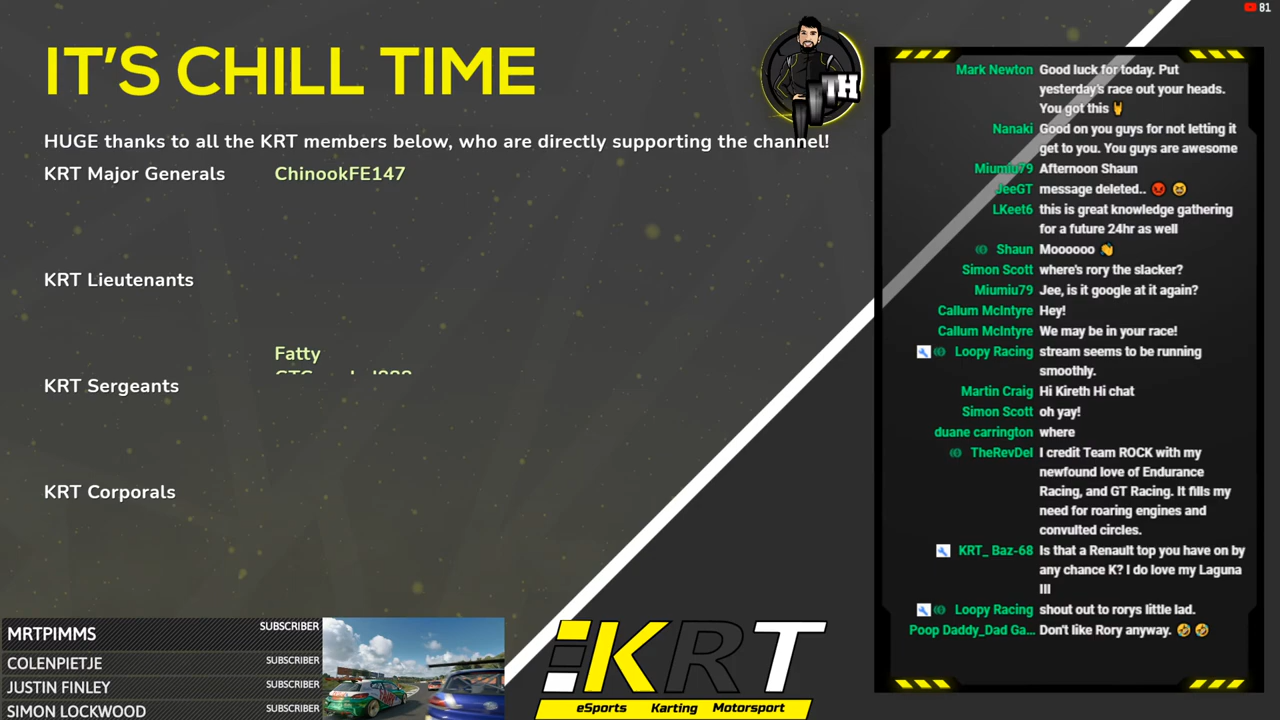 81
IT'S CHILL TIME
IH
HUGE thanks to all the KRT members below, who are directly supporting the channel!
KRT Major Generals ChinookFE147
KRT Lieutenants
Fatty
KRT Sergeants
KRT Corporals
MRTPIMMS SUBSCRIBER
COLENPIETJE SUBSCRIBER
JUSTIN FINLEY SUBSCRIBER
SIMON LOCKWOOD SUBSCRIBER
KRT
eSports Karting Motorsport
Mark Newton Good luck for today. Put
yesterday's race out your heads.
You got this 🤘
Nanaki Good on you guys for not letting it
get to you. You guys are awesome
Miumiu79 Afternoon Shaun
JeeGT message deleted.. 😡 😆
LKeet6 this is great knowledge gathering
for a future 24hr as well
Shaun Moooooo 👏
Simon Scott where's rory the slacker?
Miumiu79 Jee, is it google at it again?
Callum McIntyre Hey!
Callum McIntyre We may be in your race!
Loopy Racing stream seems to be running
smoothly.
Martin Craig Hi Kireth Hi chat
Simon Scott oh yay!
duane carrington where
TheRevDel I credit Team ROCK with my
newfound love of Endurance
Racing, and GT Racing. It fills my
need for roaring engines and
convulted circles.
KRT_ Baz-68 Is that a Renault top you have on by
any chance K? I do love my Laguna
III
Loopy Racing shout out to rorys little lad.
Poop Daddy_Dad Ga... Don't like Rory anyway. 🤣 🤣